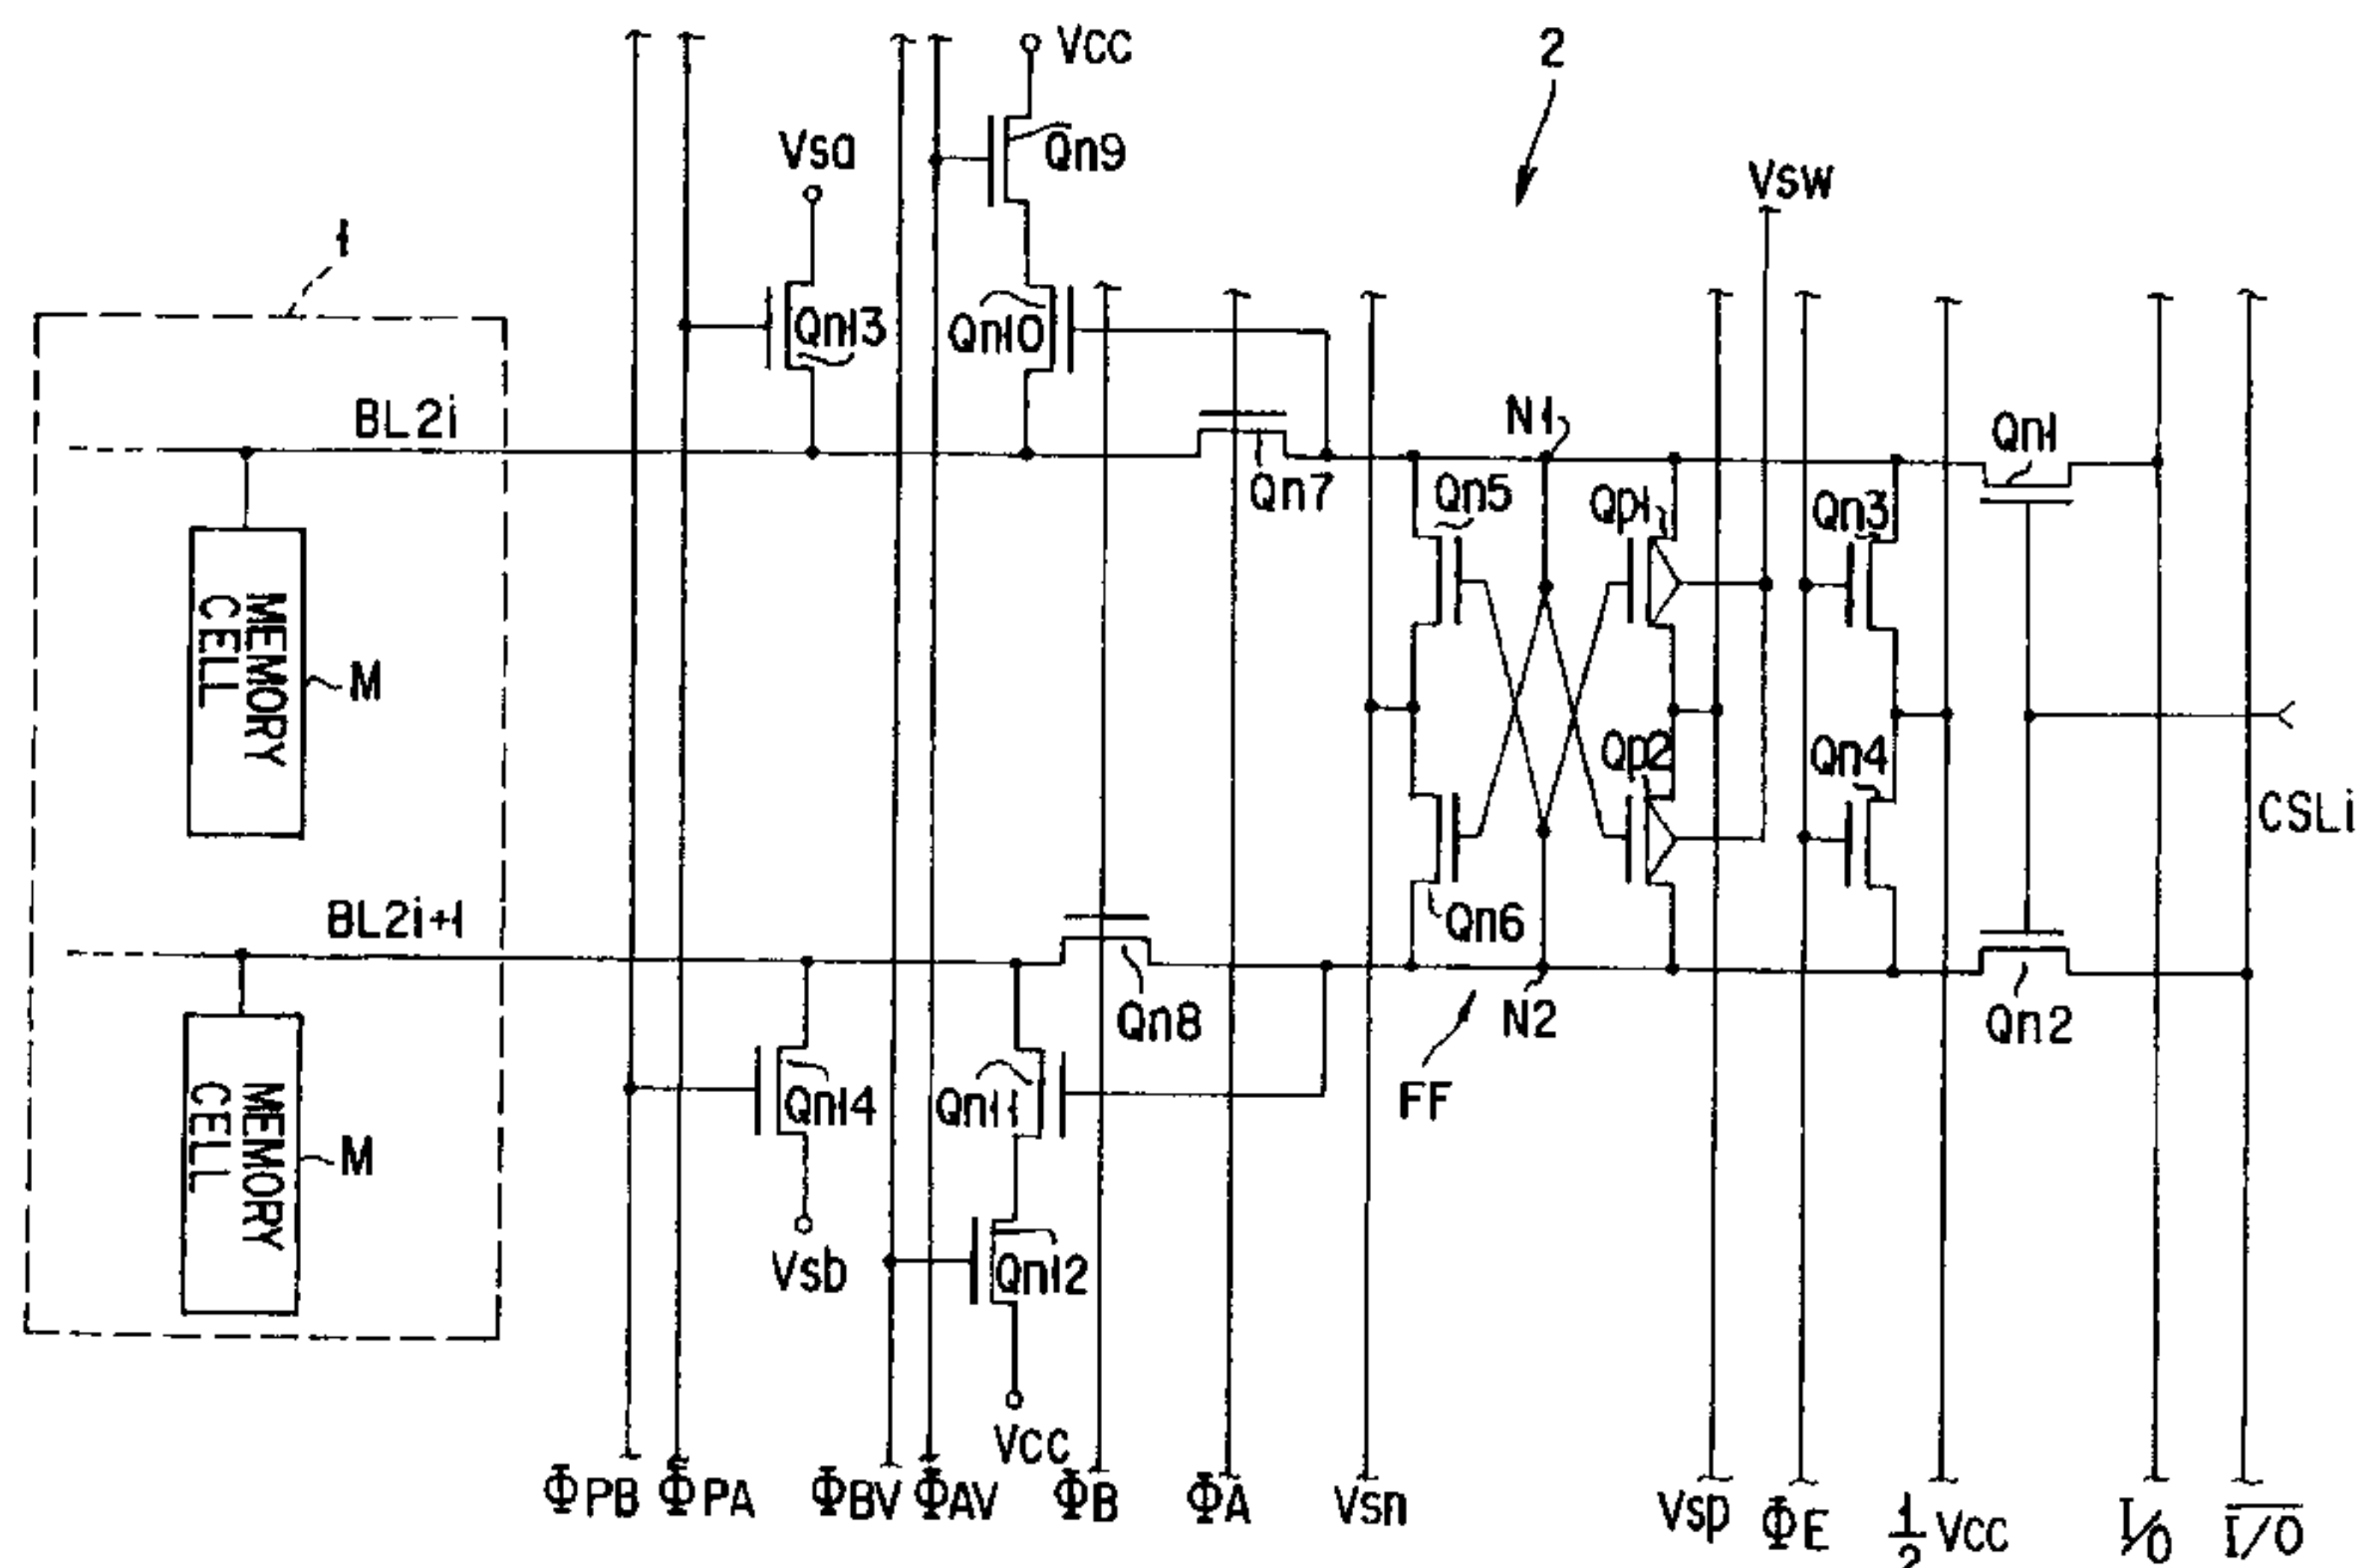 VCC
2
Vsa
Qn9
VSW
1
Qn13
Qn10
BL2i
N1
Qn1
Qn7
Qn5
Qp1
Qn3
MEMORY
CELL
M
Qp2
Qn4
CSLi
BL2i+1
Qn6
Qn8
N2
Qn2
MEMORY
CELL
M
Qn14
Qn11
FF
Vsb
Qn12
VCC
ΦPB ΦPA ΦBV ΦAV ΦB ΦA Vsn Vsp ΦE 1/2 VCC I/O I̅/̅O̅